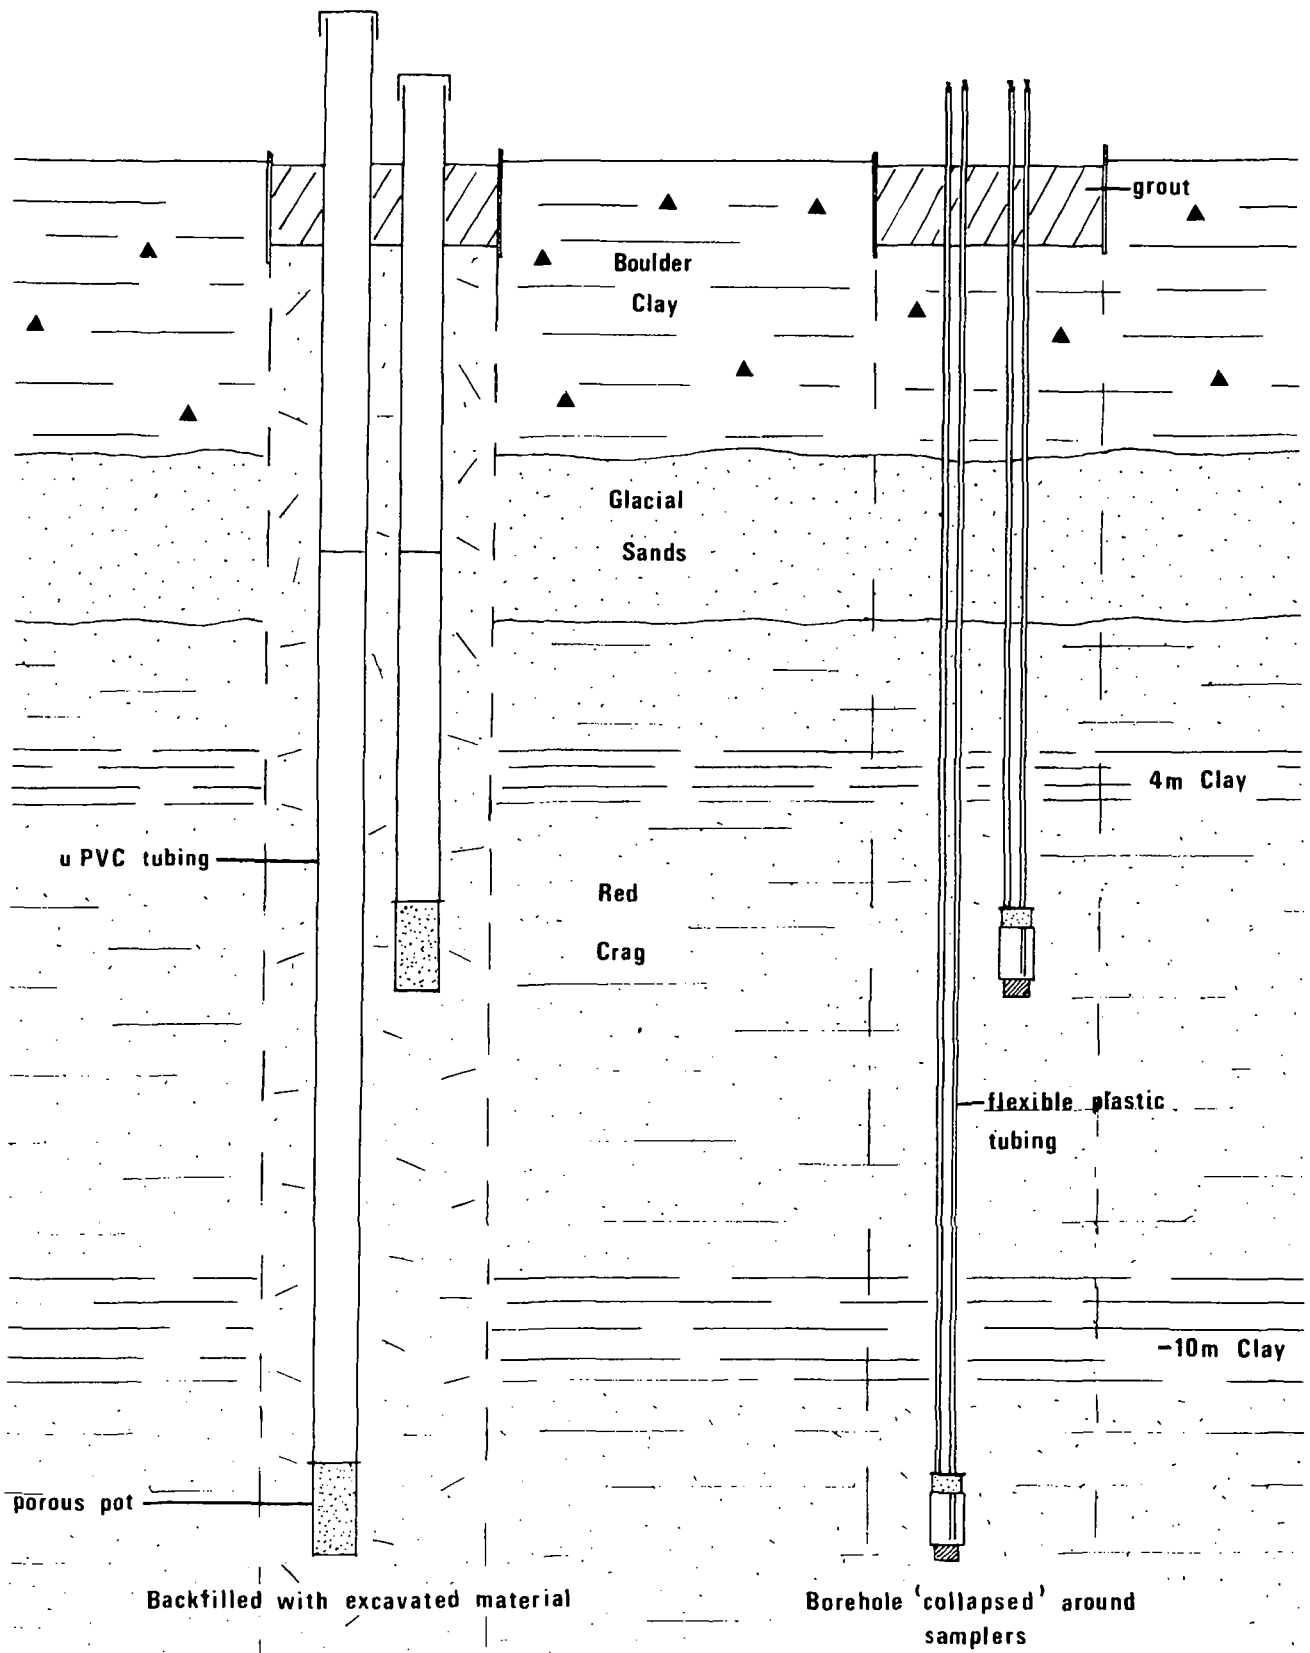 grout
Boulder
Clay
Glacial
Sands
4m Clay
u PVC tubing
Red
Crag
flexible plastic
tubing
-10m Clay
porous pot
Backfilled with excavated material
Borehole 'collapsed' around
samplers